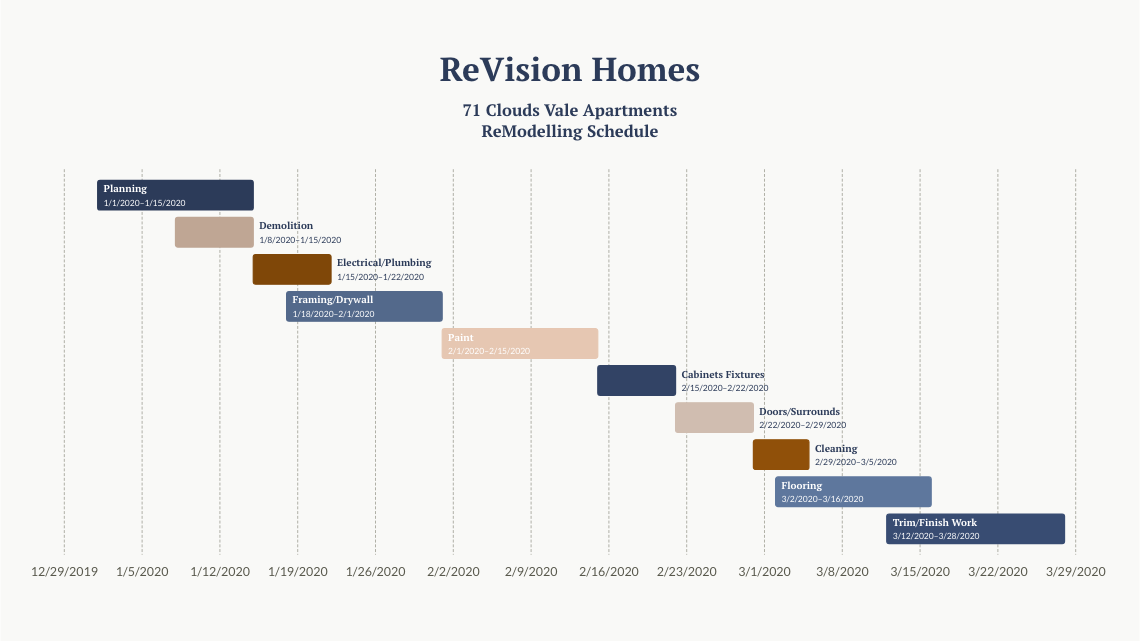 ReVision Homes
71 Clouds Vale Apartments
ReModelling Schedule
Planning
1/1/2020–1/15/2020
Demolition
1/8/2020–1/15/2020
Electrical/Plumbing
1/15/2020–1/22/2020
Framing/Drywall
1/18/2020–2/1/2020
Paint
2/1/2020–2/15/2020
Cabinets Fixtures
2/15/2020–2/22/2020
Doors/Surrounds
2/22/2020–2/29/2020
Cleaning
2/29/2020–3/5/2020
Flooring
3/2/2020–3/16/2020
Trim/Finish Work
3/12/2020–3/28/2020
12/29/2019 1/5/2020 1/12/2020 1/19/2020 1/26/2020 2/2/2020 2/9/2020 2/16/2020 2/23/2020 3/1/2020 3/8/2020 3/15/2020 3/22/2020 3/29/2020